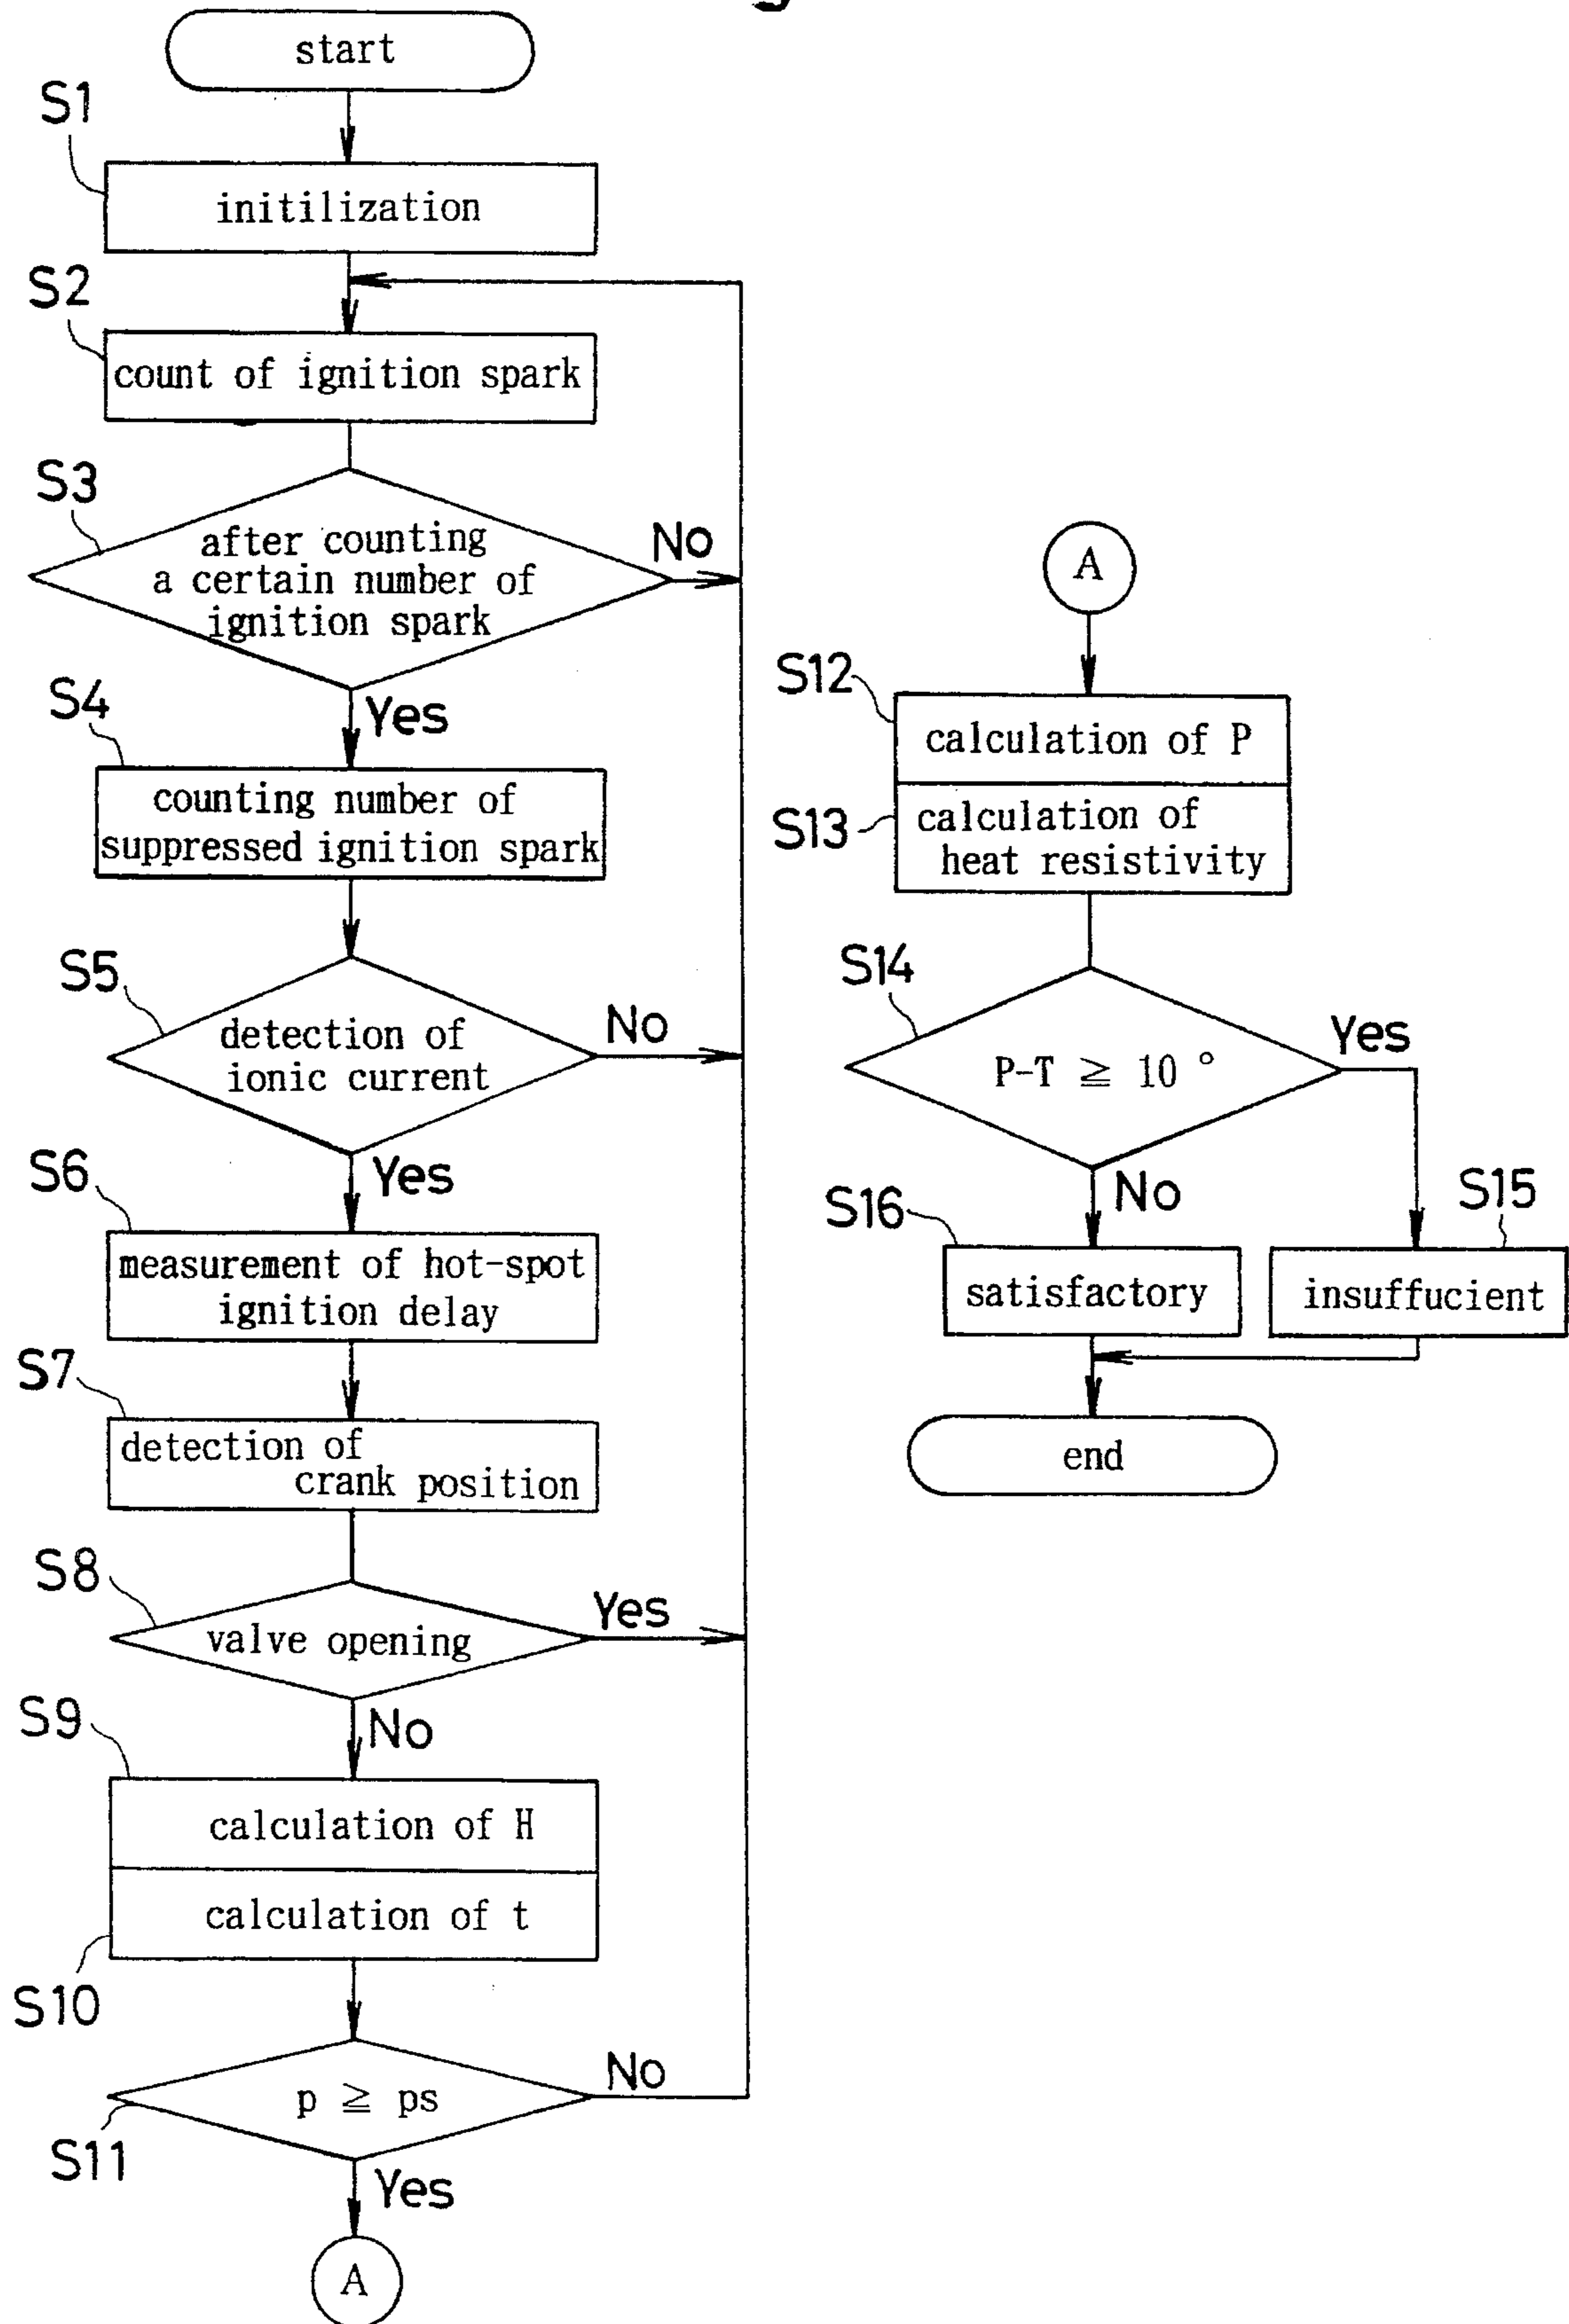 start
S1
initilization
S2
count of ignition spark
S3
after counting
a certain number of
ignition spark
No
Yes
S4
counting number of
suppressed ignition spark
S5
detection of
ionic current
No
Yes
S6
measurement of hot-spot
ignition delay
S7
detection of
crank position
S8
valve opening
Yes
No
S9
calculation of H
calculation of t
S10
p ≧ ps
No
S11
Yes
A
A
S12
calculation of P
S13
calculation of
heat resistivity
S14
P-T ≧ 10 °
Yes
No
S16
S15
satisfactory
insuffucient
end